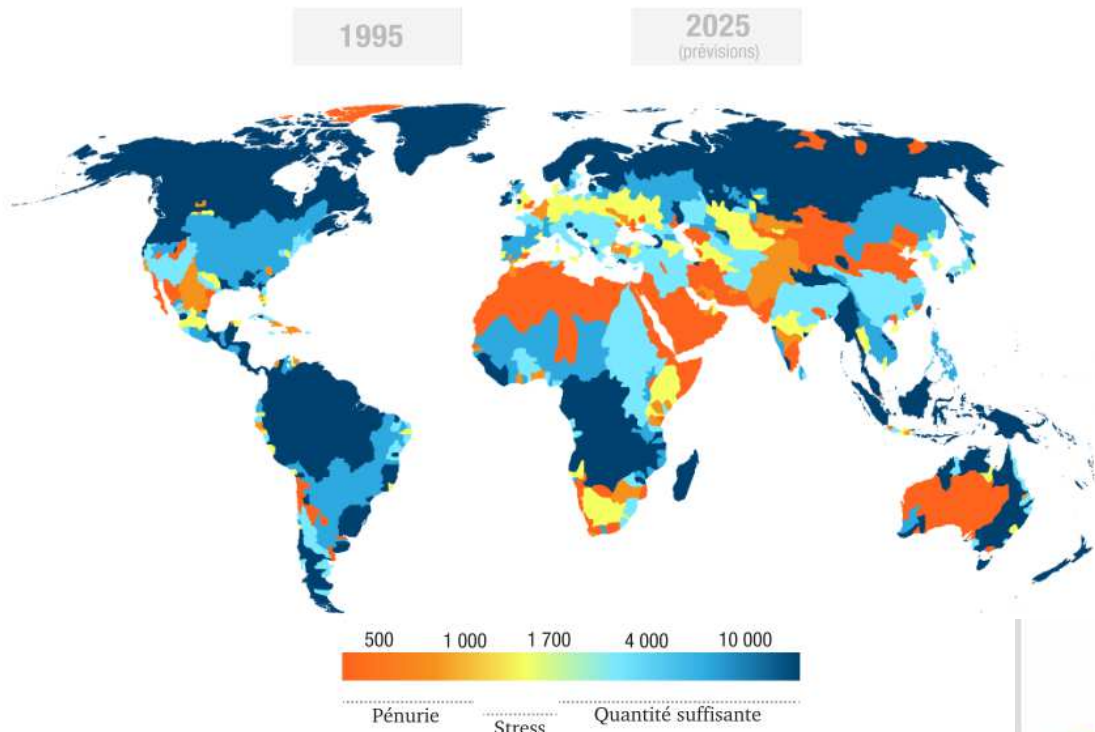 1995
2025
(prévisions)
500 1 000 1 700 4 000 10 000
Pénurie
Stress
Quantité suffisante